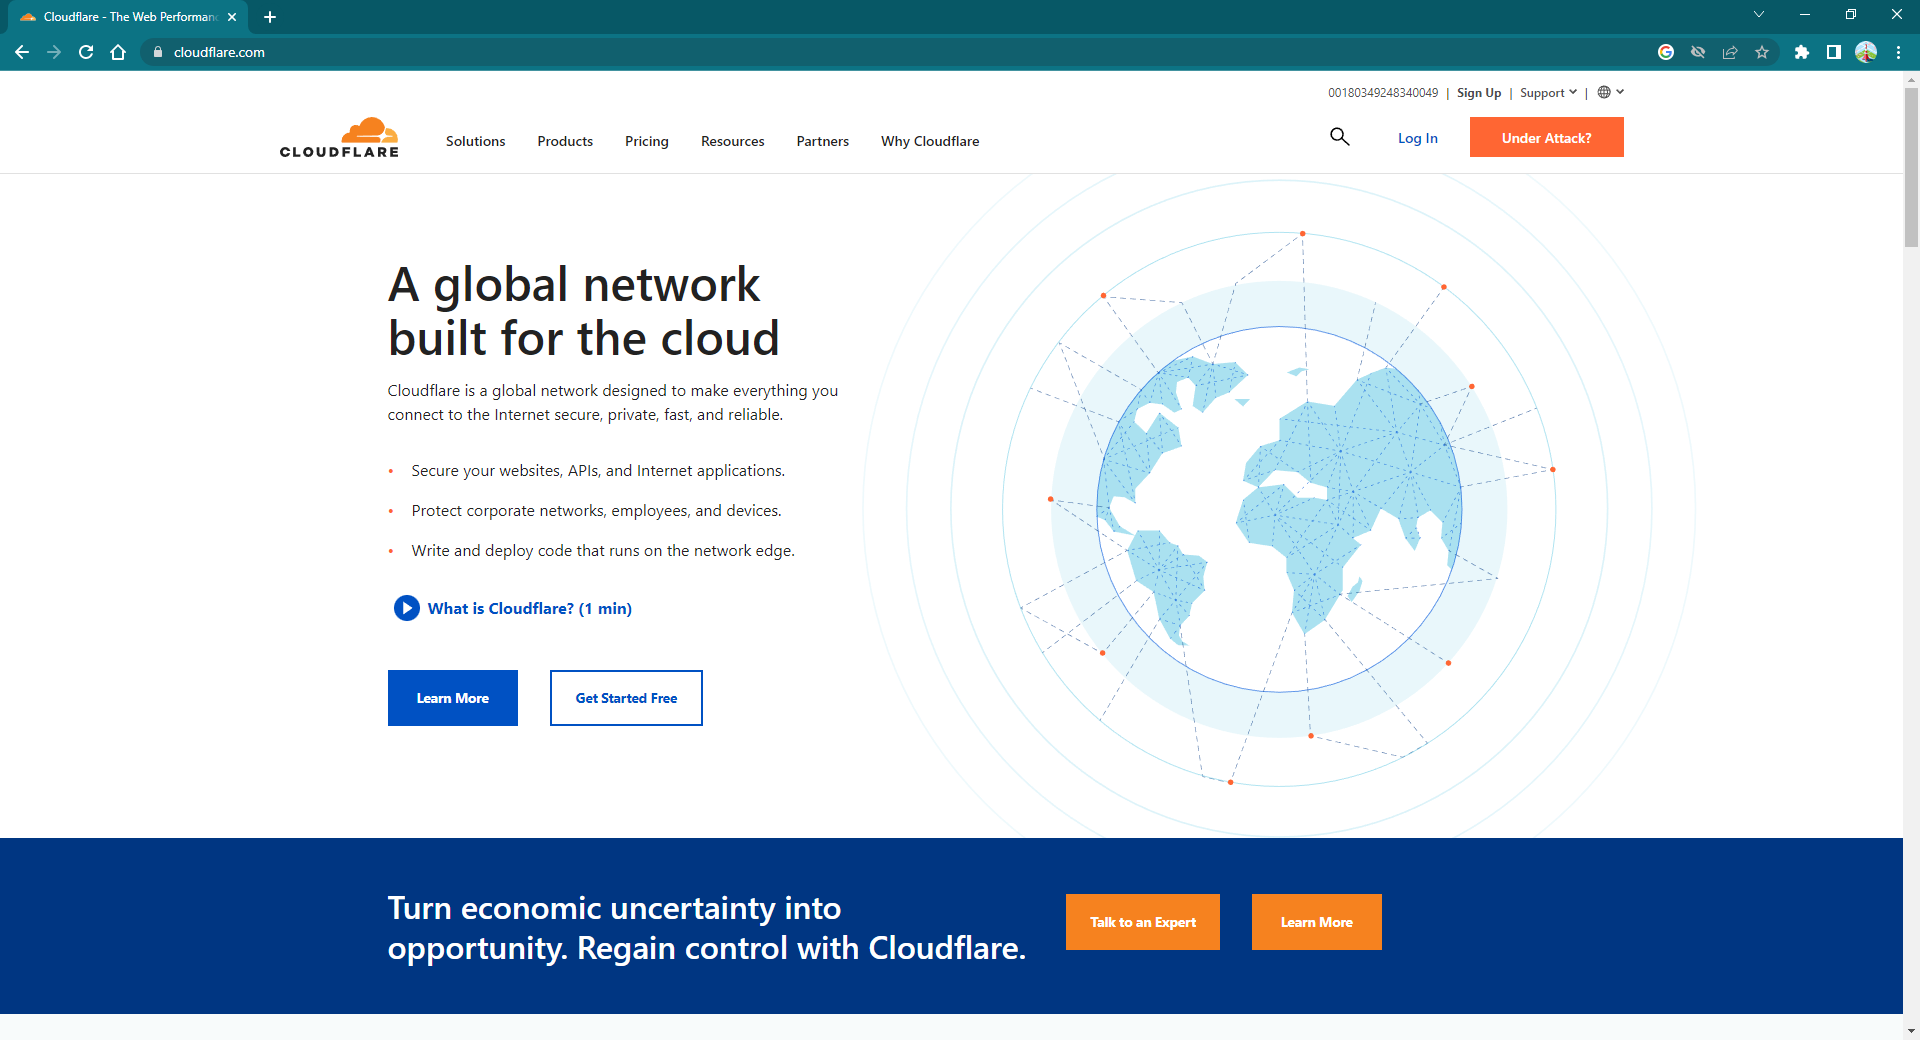 Cloudflare - The Web Performanc
cloudflare.com
00180349248340049 | Sign Up | Support |
CLOUDFLARE
Solutions Products Pricing Resources Partners Why Cloudflare
Log In
Under Attack?
A global network
built for the cloud
Cloudflare is a global network designed to make everything you
connect to the Internet secure, private, fast, and reliable.
• Secure your websites, APIs, and Internet applications.
• Protect corporate networks, employees, and devices.
• Write and deploy code that runs on the network edge.
What is Cloudflare? (1 min)
Learn More
Get Started Free
Turn economic uncertainty into
opportunity. Regain control with Cloudflare.
Talk to an Expert
Learn More